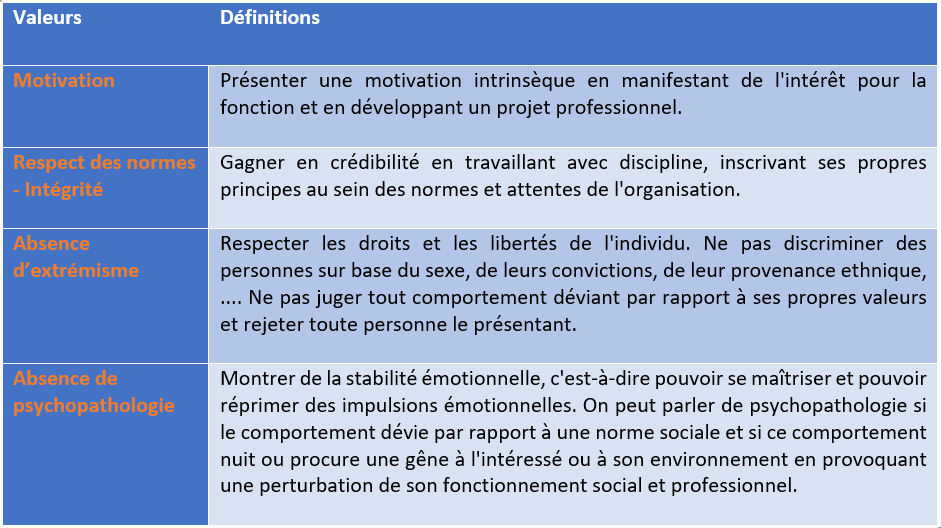 Valeurs Définitions
Motivation
Présenter une motivation intrinsèque en manifestant de l'intérêt pour la
fonction et en développant un projet professionnel.
Respect des normes
- Intégrité
Gagner en crédibilité en travaillant avec discipline, inscrivant ses propres
principes au sein des normes et attentes de l'organisation.
Absence
d’extrémisme
Respecter les droits et les libertés de l'individu. Ne pas discriminer des
personnes sur base du sexe, de leurs convictions, de leur provenance ethnique,
.... Ne pas juger tout comportement déviant par rapport à ses propres valeurs
et rejeter toute personne le présentant.
Absence de
psychopathologie
Montrer de la stabilité émotionnelle, c'est-à-dire pouvoir se maîtriser et pouvoir
réprimer des impulsions émotionnelles. On peut parler de psychopathologie si
le comportement dévie par rapport à une norme sociale et si ce comportement
nuit ou procure une gêne à l'intéressé ou à son environnement en provoquant
une perturbation de son fonctionnement social et professionnel.